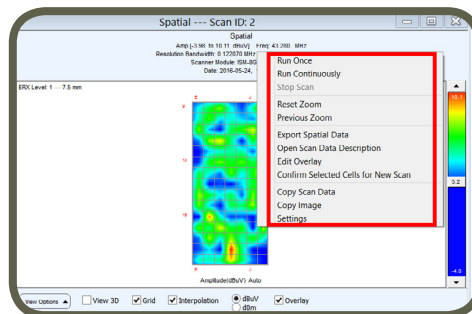 Spatial --- Scan ID: 2
Spatial
Amp [-3.98 to 10.11 dBuV] Freq: 43.280 MHz
Resolution Bandwidth: 0.122070 MHz
Scanner Module: ISM-8G
Date: 2016-05-24,
ERX Level: 1 --- 7.5 mm
Run Once
Run Continuously
Stop Scan
Reset Zoom
Previous Zoom
Export Spatial Data
Open Scan Data Description
Edit Overlay
Confirm Selected Cells for New Scan
Copy Scan Data
Copy Image
Settings
10.1
3.2
-4.0
Amplitude(dBuV) Auto
View Options
View 3D
Grid
Interpolation
dBuV
dBm
Overlay